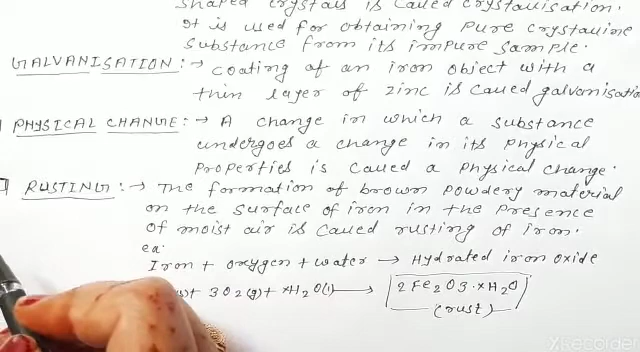 shaped crystals is called crystallisation.
It is used for obtaining pure crystalline
substance from its impure sample.
GALVANISATION :→ coating of an iron object with a
thin layer of zinc is called galvanisation
PHYSICAL CHANGE :→ A change in which a substance
undergoes a change in its physical
properties is called a physical change.
RUSTING :→ The formation of brown powdery material
on the surface of iron in the presence
of moist air is called rusting of iron.
ea:
Iron + oxygen + water → Hydrated iron oxide
(s)+ 3O2(g)+ xH2O(l) → 2Fe2O3.xH2O
(rust)
XRecorder